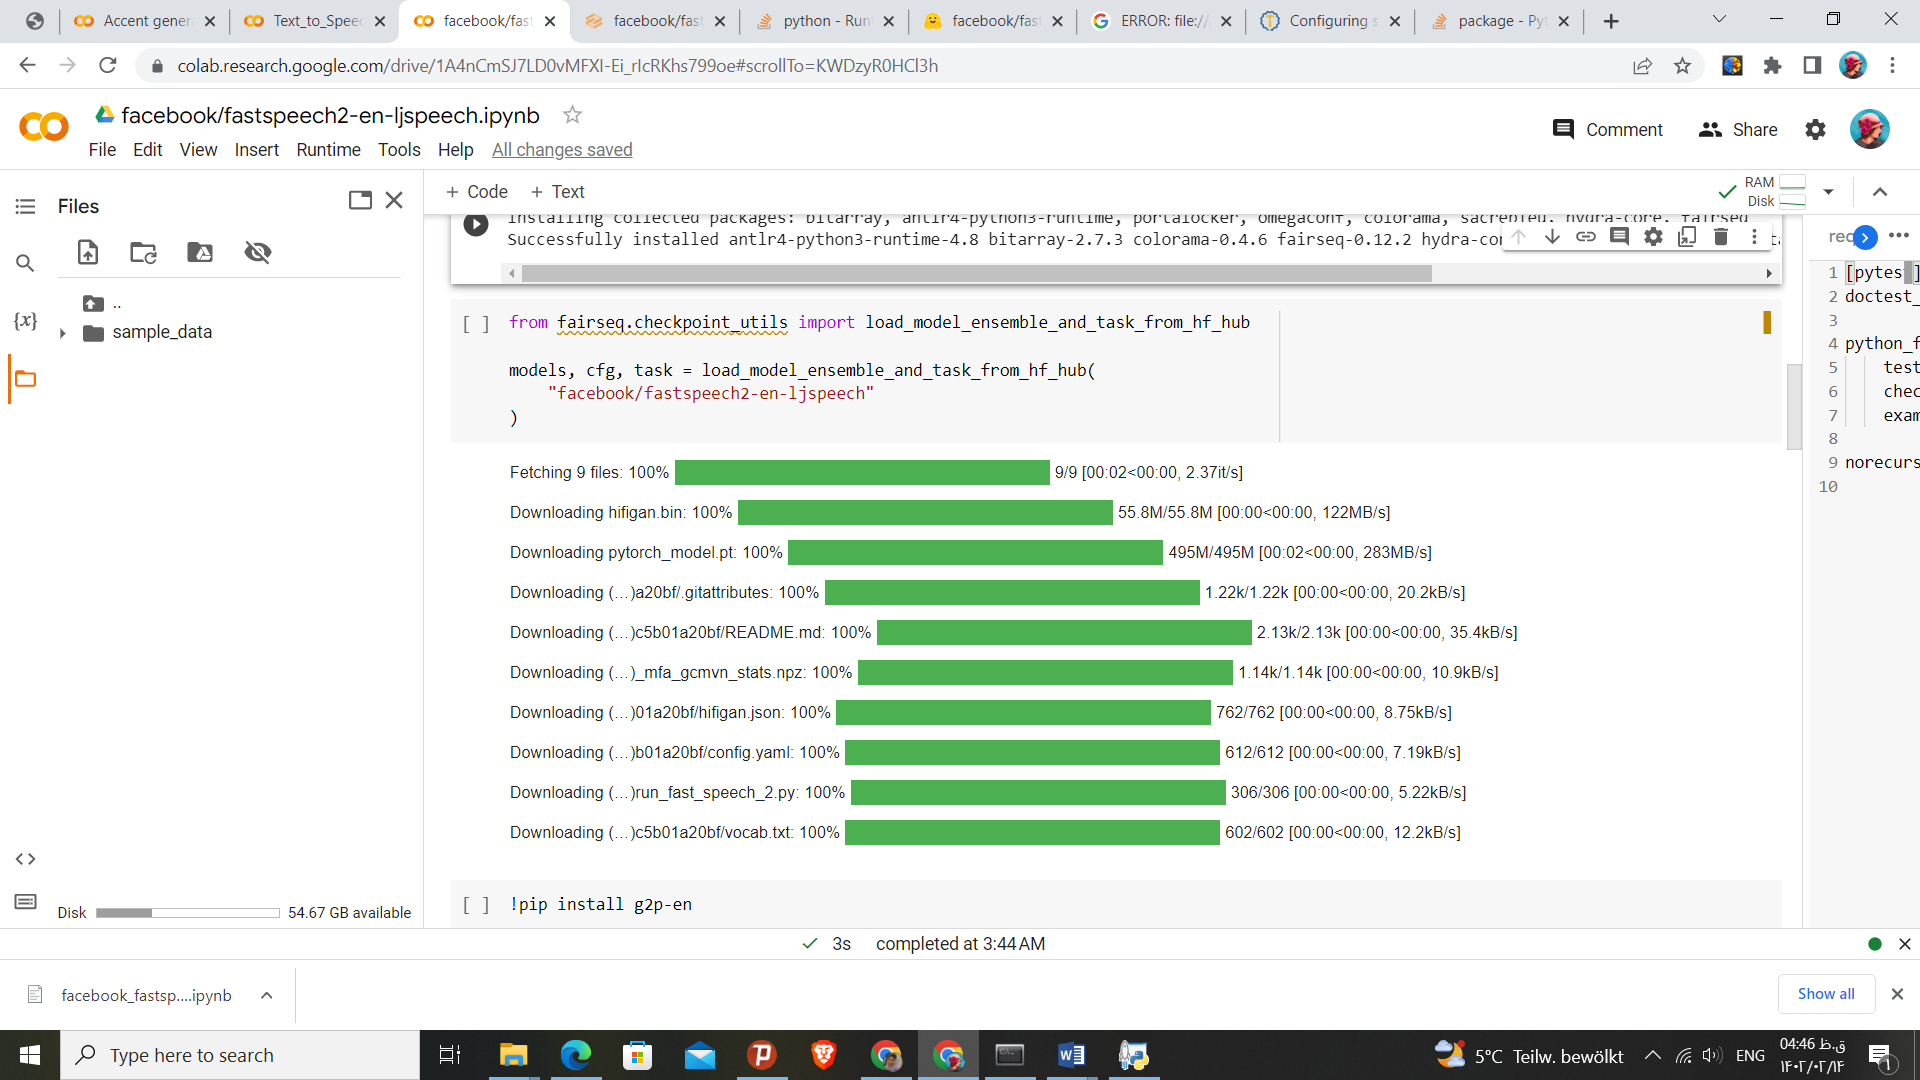 Accent gener
Text_to_Speec
facebook/fast
facebook/fast
python - Run
facebook/fas
ERROR: file://
Configuring s
package - Pyt
colab.research.google.com/drive/1A4nCmSJ7LD0vMFXI-Ei_rIcRKhs799oe#scrollTo=KWDzyR0HCl3h
facebook/fastspeech2-en-ljspeech.ipynb
Comment
Share
File Edit View Insert Runtime Tools Help All changes saved
Files
+ Code + Text
RAM
Disk
..
sample_data
{x}
Installing collected packages: bitarray, antlr4-python3-runtime, portalocker, omegaconf, colorama, sacrebleu, hydra-core, fairseq
Successfully installed antlr4-python3-runtime-4.8 bitarray-2.7.3 colorama-0.4.6 fairseq-0.12.2 hydra-cor
[ ] from fairseq.checkpoint_utils import load_model_ensemble_and_task_from_hf_hub
models, cfg, task = load_model_ensemble_and_task_from_hf_hub(
"facebook/fastspeech2-en-ljspeech"
)
Fetching 9 files: 100% 9/9 [00:02<00:00, 2.37it/s]
Downloading hifigan.bin: 100% 55.8M/55.8M [00:00<00:00, 122MB/s]
Downloading pytorch_model.pt: 100% 495M/495M [00:02<00:00, 283MB/s]
Downloading (…)a20bf/.gitattributes: 100% 1.22k/1.22k [00:00<00:00, 20.2kB/s]
Downloading (…)c5b01a20bf/README.md: 100% 2.13k/2.13k [00:00<00:00, 35.4kB/s]
Downloading (…)_mfa_gcmvn_stats.npz: 100% 1.14k/1.14k [00:00<00:00, 10.9kB/s]
Downloading (…)01a20bf/hifigan.json: 100% 762/762 [00:00<00:00, 8.75kB/s]
Downloading (…)b01a20bf/config.yaml: 100% 612/612 [00:00<00:00, 7.19kB/s]
Downloading (…)run_fast_speech_2.py: 100% 306/306 [00:00<00:00, 5.22kB/s]
Downloading (…)c5b01a20bf/vocab.txt: 100% 602/602 [00:00<00:00, 12.2kB/s]
[ ] !pip install g2p-en
req
1 [pytest]
2 doctest_
3
4 python_f
5 test
6 chec
7 exam
8
9 norecurs
10
Disk 54.67 GB available
3s completed at 3:44 AM
facebook_fastsp....ipynb
Show all
Type here to search
5°C Teilw. bewölkt
ENG
04:46 ق.ظ
۱۴۰۲/۰۲/۱۴
۱